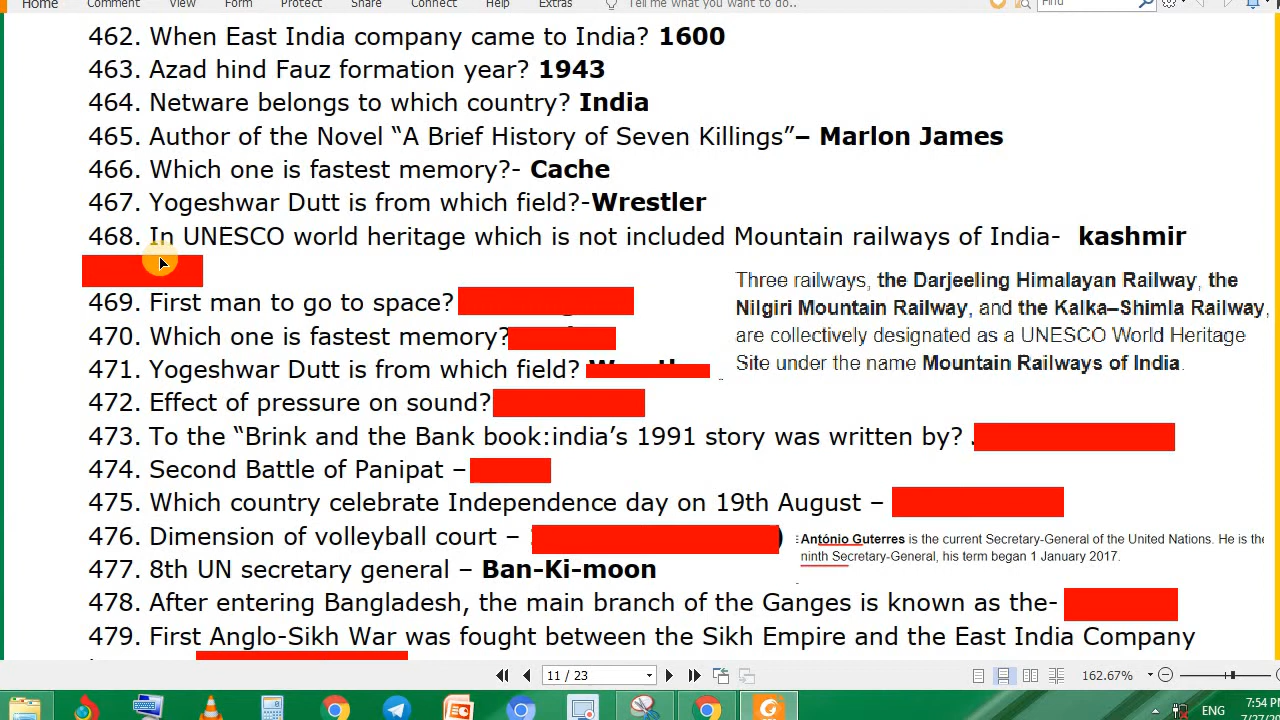 Home Comment View Form Protect Share Connect Help Extras Tell me what you want to do.. Find
462. When East India company came to India? 1600
463. Azad hind Fauz formation year? 1943
464. Netware belongs to which country? India
465. Author of the Novel “A Brief History of Seven Killings”– Marlon James
466. Which one is fastest memory?- Cache
467. Yogeshwar Dutt is from which field?-Wrestler
468. In UNESCO world heritage which is not included Mountain railways of India- kashmir
Three railways, the Darjeeling Himalayan Railway, the
Nilgiri Mountain Railway, and the Kalka–Shimla Railway,
are collectively designated as a UNESCO World Heritage
Site under the name Mountain Railways of India.
469. First man to go to space?
470. Which one is fastest memory?
471. Yogeshwar Dutt is from which field?
472. Effect of pressure on sound?
473. To the “Brink and the Bank book:india’s 1991 story was written by?
474. Second Battle of Panipat –
475. Which country celebrate Independence day on 19th August –
476. Dimension of volleyball court – )
António Guterres is the current Secretary-General of the United Nations. He is the
ninth Secretary-General, his term began 1 January 2017.
477. 8th UN secretary general – Ban-Ki-moon
478. After entering Bangladesh, the main branch of the Ganges is known as the-
479. First Anglo-Sikh War was fought between the Sikh Empire and the East India Company
11 / 23 162.67%
ENG 7:54 P